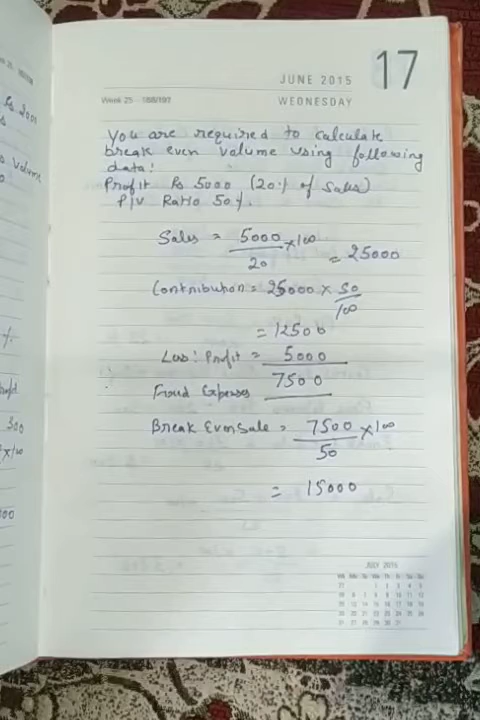 JUNE 2015 17
Week 25 - 168/197 WEDNESDAY
You are required to calculate
break even volume using following
data:
Profit Rs 5000 (20% of Sales)
P/V Ratio 50%.
Sales = 5000/20 × 100 = 25000
Contribution = 25000 × 50/100
= 12500
Less: Profit = 5000
Fixed Expenses 7500
Break Even Sale = 7500/50 × 100
= 15000
JULY 2015